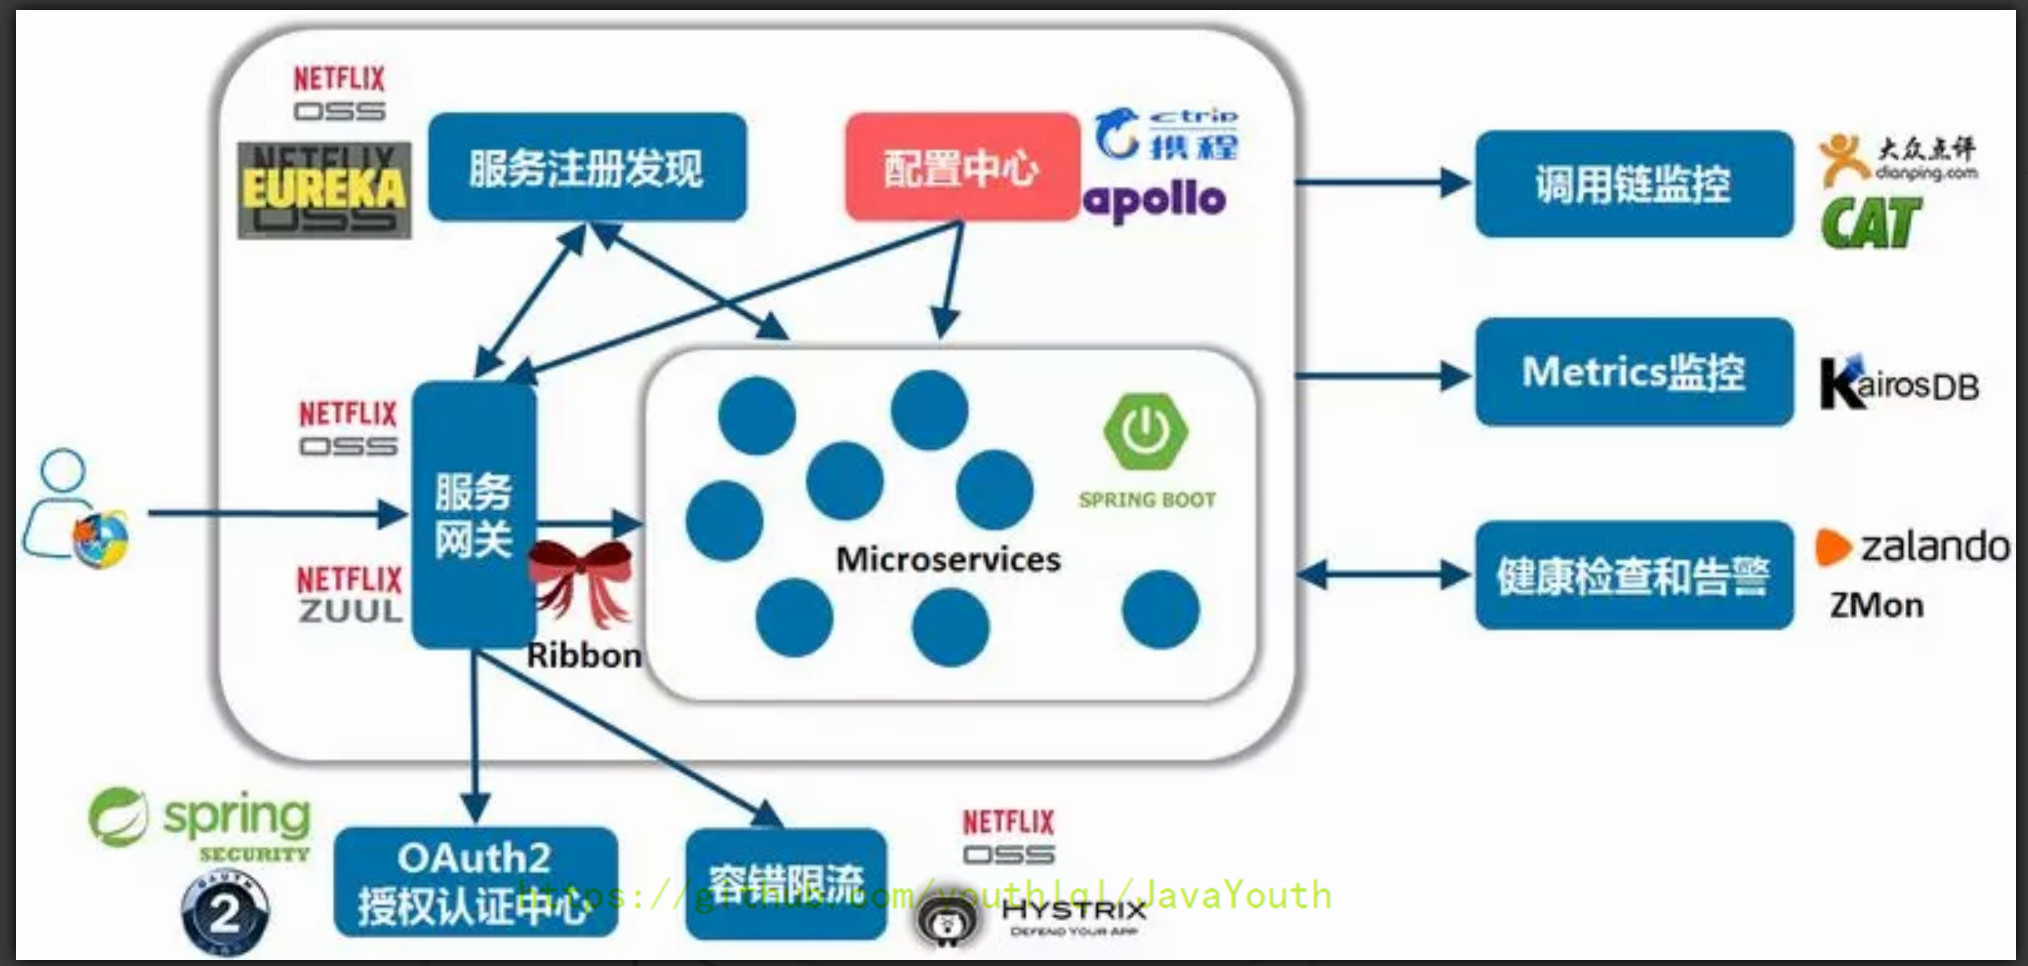 NETFLIX
OSS
NETFLIX
EUREKA
OSS
服务注册发现
配置中心
ctrip
携程
apollo
调用链监控
大众点评
dianping.com
CAT
Metrics监控
KairosDB
NETFLIX
OSS
服务
网关
NETFLIX
ZUUL
Ribbon
SPRING BOOT
Microservices
健康检查和告警
zalando
ZMon
spring
SECURITY
OAUTH
2
OAuth2
授权认证中心
容错限流
NETFLIX
OSS
HYSTRIX
DEFEND YOUR APP
https://github.com/youthlql/JavaYouth